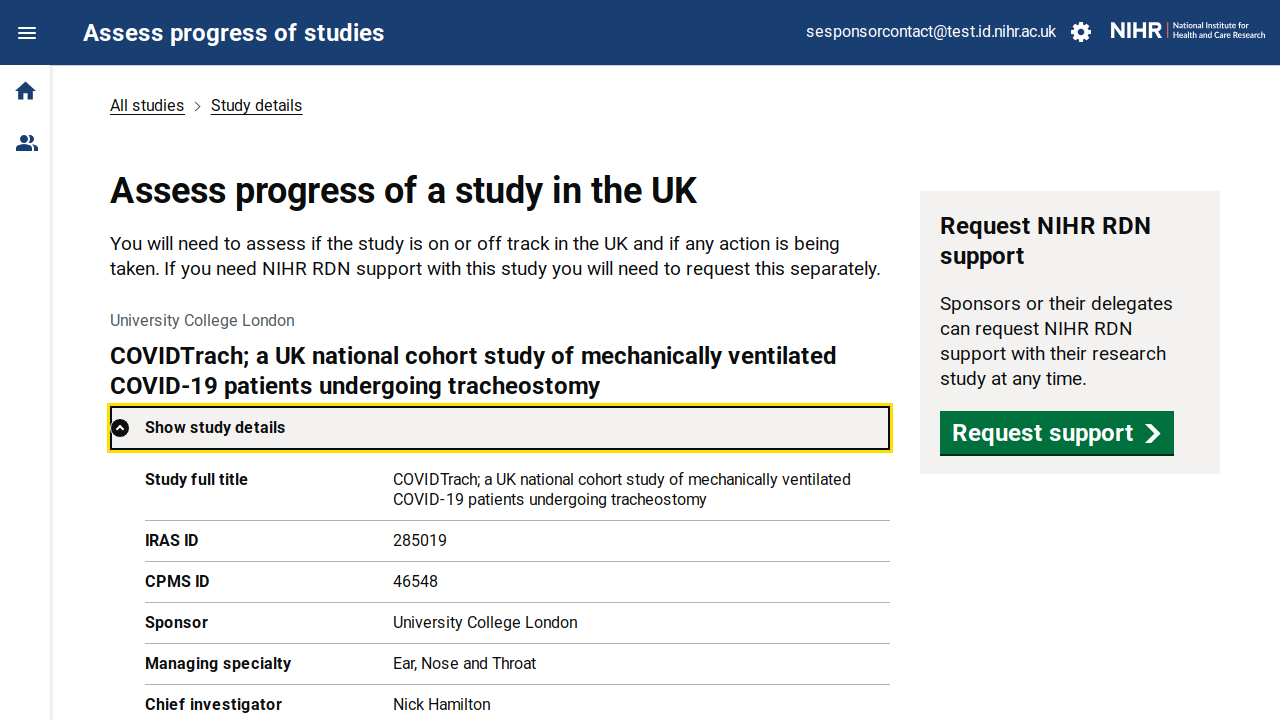 Assess progress of studies
sesponsorcontact@test.id.nihr.ac.uk
NIHR | National Institute for
Health and Care Research
All studies
Study details
Assess progress of a study in the UK
You will need to assess if the study is on or off track in the UK and if any action is being
taken. If you need NIHR RDN support with this study you will need to request this separately.
University College London
COVIDTrach; a UK national cohort study of mechanically ventilated
COVID-19 patients undergoing tracheostomy
Show study details
Study full title
COVIDTrach; a UK national cohort study of mechanically ventilated
COVID-19 patients undergoing tracheostomy
IRAS ID
285019
CPMS ID
46548
Sponsor
University College London
Managing specialty
Ear, Nose and Throat
Chief investigator
Nick Hamilton
Request NIHR RDN
support
Sponsors or their delegates
can request NIHR RDN
support with their research
study at any time.
Request support